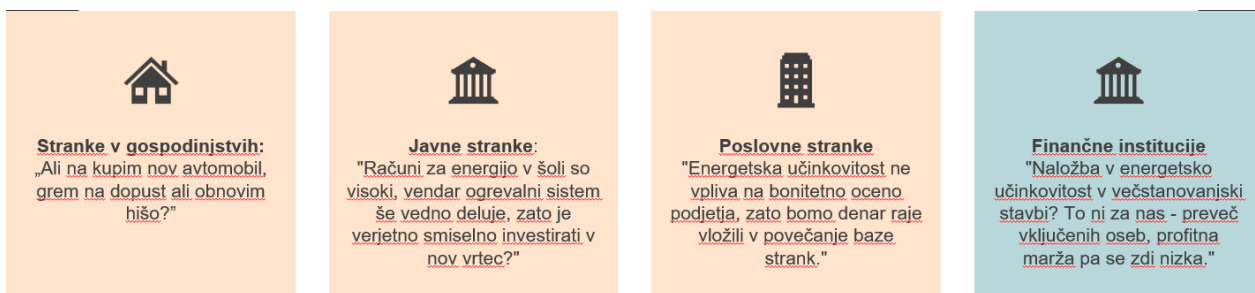 Stranke v gospodinjstvih:
„Ali na kupim nov avtomobil,
grem na dopust ali obnovim
hišo?”
Javne stranke:
"Računi za energijo v šoli so
visoki, vendar ogrevalni sistem
še vedno deluje, zato je
verjetno smiselno investirati v
nov vrtec?"
Poslovne stranke
"Energetska učinkovitost ne
vpliva na bonitetno oceno
podjetja, zato bomo denar raje
vložili v povečanje baze
strank."
Finančne institucije
"Naložba v energetsko
učinkovitost v večstanovanjski
stavbi? To ni za nas - preveč
vključenih oseb, profitna
marža pa se zdi nizka."